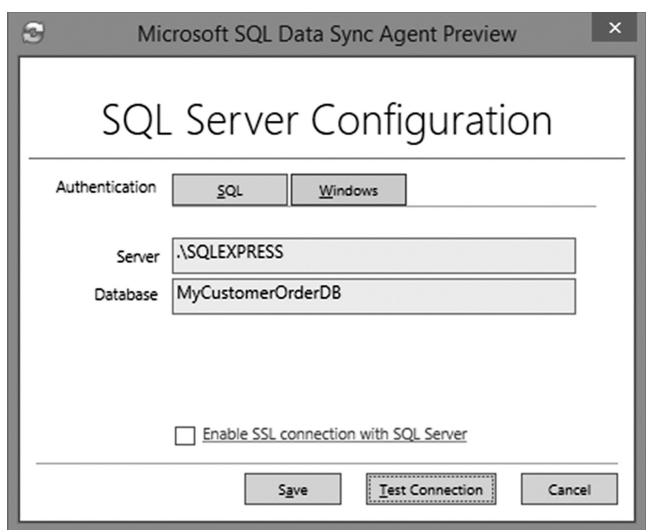 Microsoft SQL Data Sync Agent Preview
SQL Server Configuration
Authentication SQL Windows
Server .\SQLEXPRESS
Database MyCustomerOrderDB
Enable SSL connection with SQL Server
Save Test Connection Cancel